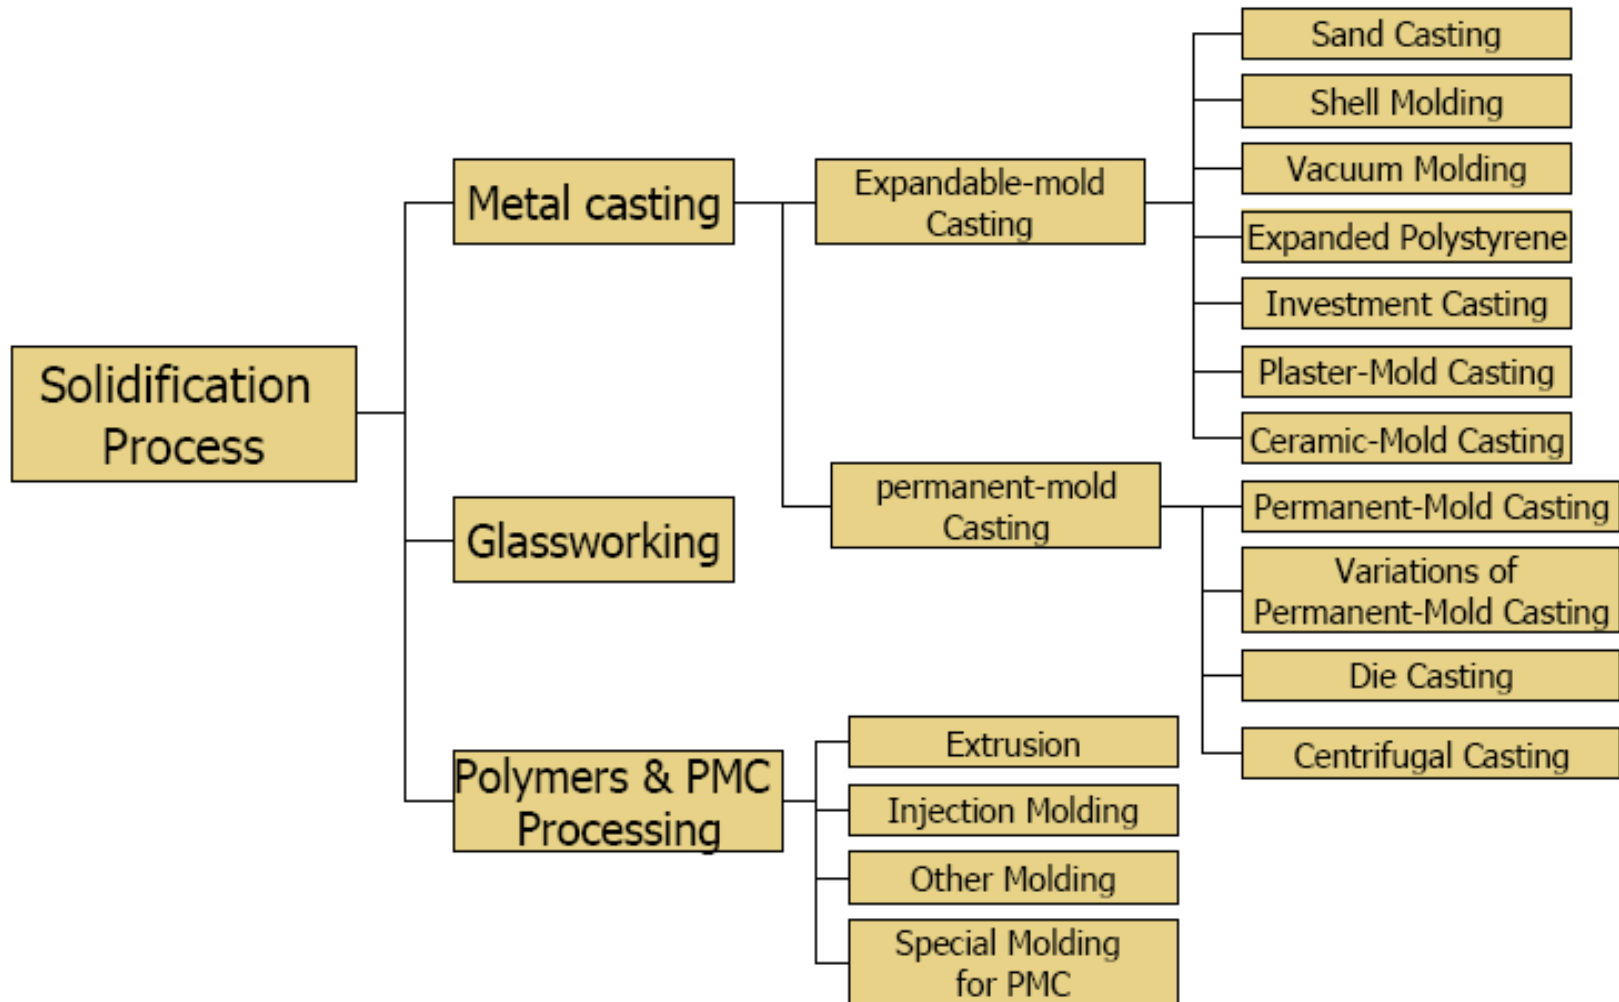 Solidification
Process
Metal casting
Glassworking
Polymers & PMC
Processing
Expandable-mold
Casting
permanent-mold
Casting
Extrusion
Injection Molding
Other Molding
Special Molding
for PMC
Sand Casting
Shell Molding
Vacuum Molding
Expanded Polystyrene
Investment Casting
Plaster-Mold Casting
Ceramic-Mold Casting
Permanent-Mold Casting
Variations of
Permanent-Mold Casting
Die Casting
Centrifugal Casting